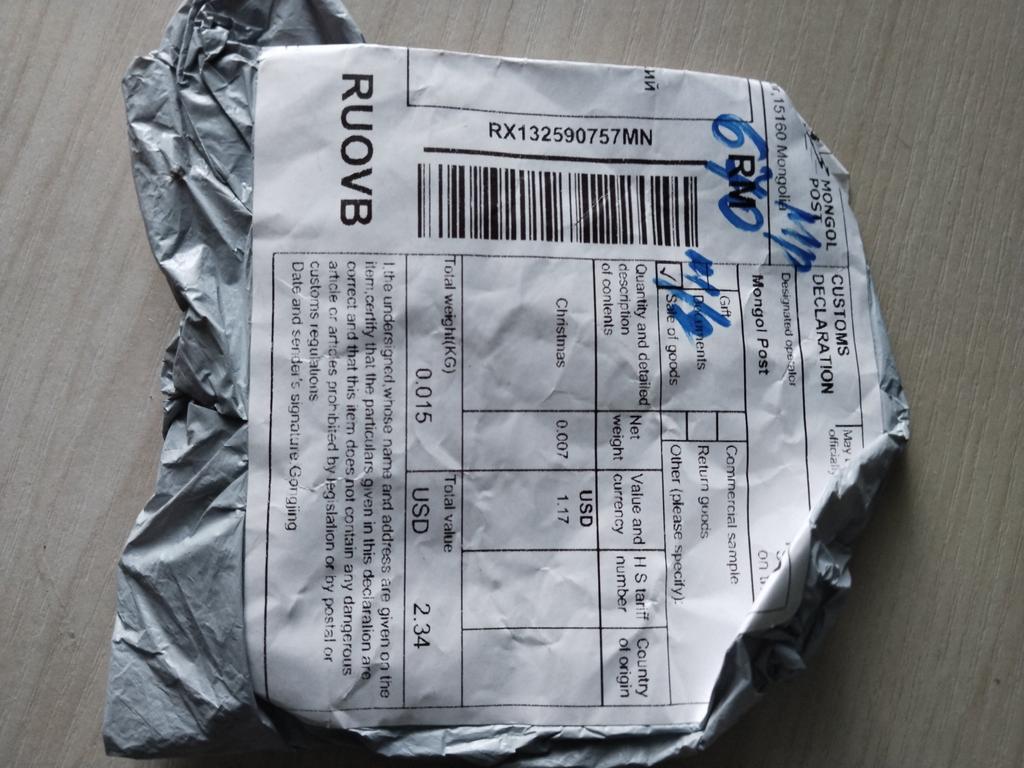 MONGOL
POST
CUSTOMS
DECLARATION
May
officially
, 15160 Mongolia
Designated operator
Mongol Post
ИЙ
RM
RX132590757MN
RUOVB
Gift
Commercial sample
Documents
Return goods
✓ Sale of goods
Other (please specify):
Quantity and detailed
description
of contents
Net
weight
Value and
currency
H S tariff
number
Country
of origin
USD
Christmas 0.007 1.17
Total weight(KG) Total value
0.015 USD 2.34
I,the undersigned,whose name and address are given on the
item,certify that the particulars given in this declaration are
correct and that this item does not contain any dangerous
article or articles prohibited by legislation or by postal or
customs regulations
Date and sender's signature:Gongjing